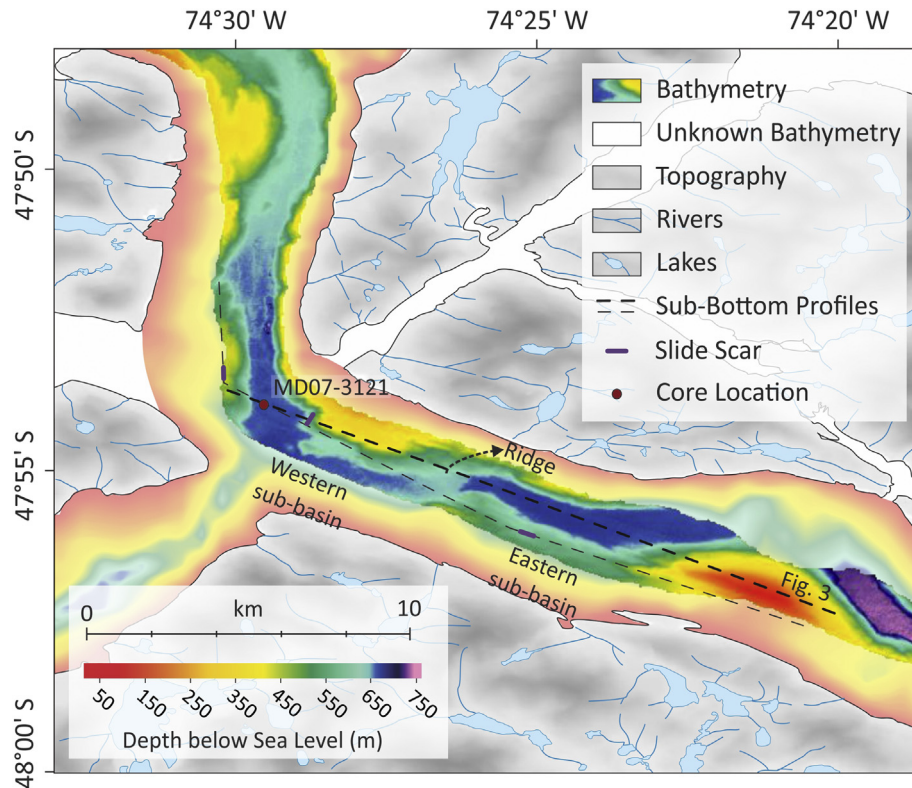 74°30' W
74°25' W
74°20' W
47°50' S
47°55' S
48°00' S
Bathymetry
Unknown Bathymetry
Topography
Rivers
Lakes
Sub-Bottom Profiles
Slide Scar
Core Location
MD07-3121
Ridge
Western
sub-basin
Eastern
sub-basin
Fig. 3
0 km 10
50 150 250 350 450 550 650 750
Depth below Sea Level (m)